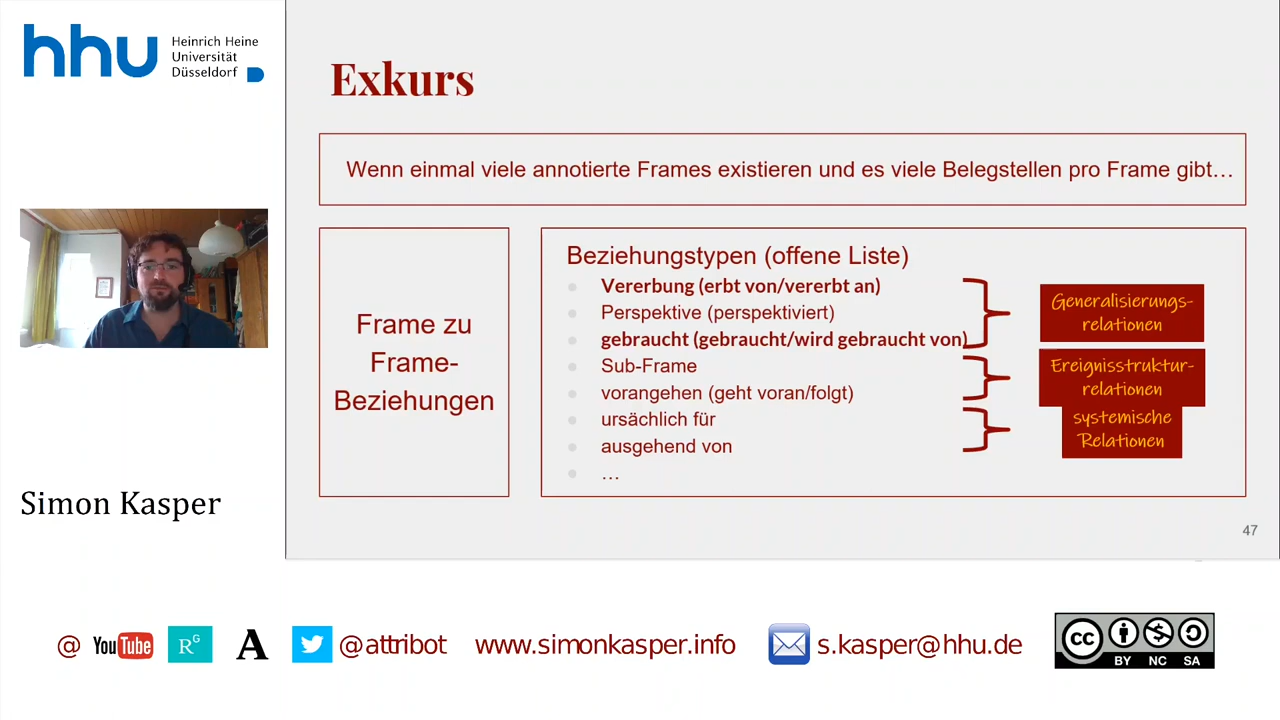 hhu
Heinrich Heine
Universität
Düsseldorf
Exkurs
Wenn einmal viele annotierte Frames existieren und es viele Belegstellen pro Frame gibt…
Frame zu
Frame-
Beziehungen
Beziehungstypen (offene Liste)
Vererbung (erbt von/vererbt an)
Perspektive (perspektiviert)
gebraucht (gebraucht/wird gebraucht von)
Sub-Frame
vorangehen (geht voran/folgt)
ursächlich für
ausgehend von
…
Generalisierungs-
relationen
Ereignisstruktur-
relationen
systemische
Relationen
47
Simon Kasper
@ YouTube RG A @attribot www.simonkasper.info s.kasper@hhu.de
cc
BY NC SA